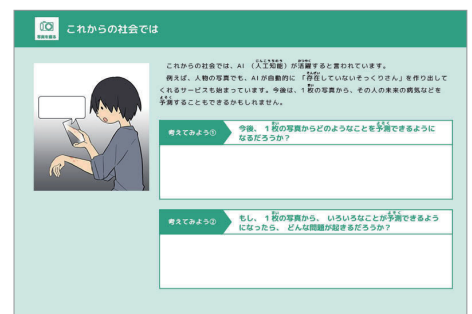 これからの社会では
これからの社会では、AI（人工知能）が活躍すると言われています。
例えば、人物の写真でも、AIが自動的に「存在していないそっくりさん」を作り出して
くれるサービスも始まっています。今後は、1枚の写真から、その人の未来の病気などを
予測することもできるかもしれません。
考えてみよう①
今後、1枚の写真からどのようなことを予測できるように
なるだろうか？
考えてみよう②
もし、1枚の写真から、いろいろなことが予測できるよう
になったら、どんな問題が起きるだろうか？